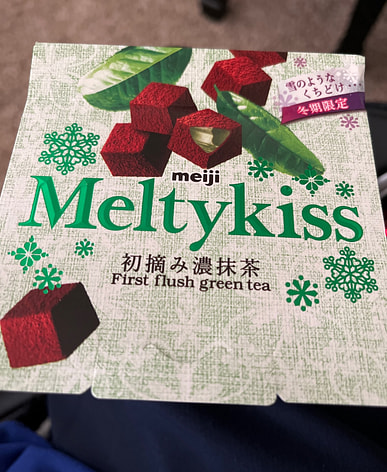 雪のような
くちどけ…
冬期限定
meiji
Meltykiss
初摘み濃抹茶
First flush green tea